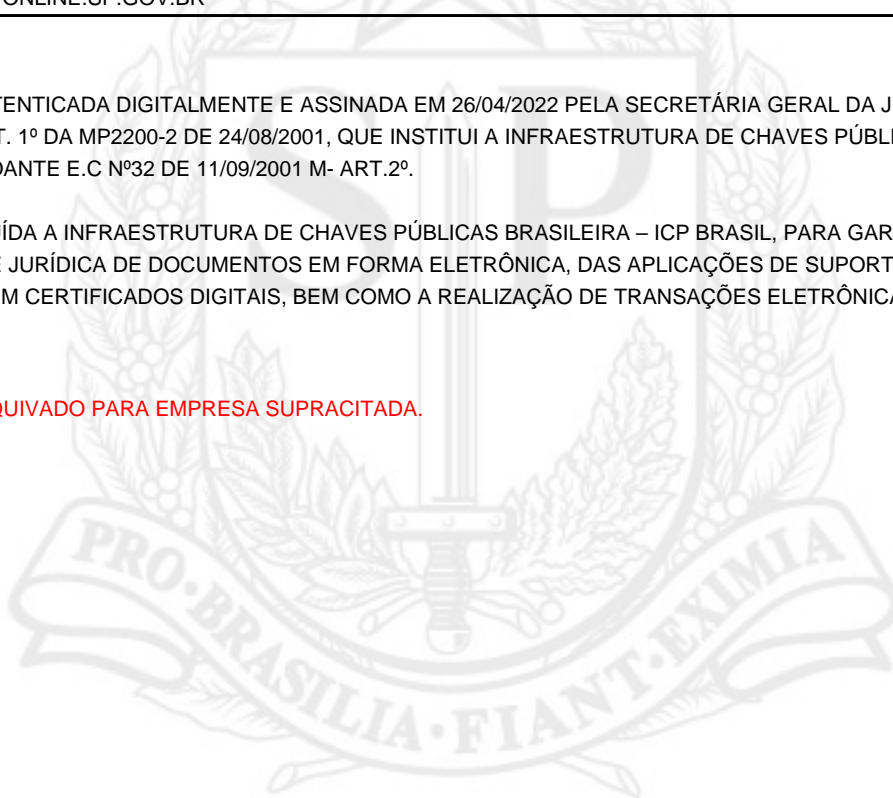 ONLINE.SP.GOV.BR
TENTICADA DIGITALMENTE E ASSINADA EM 26/04/2022 PELA SECRETÁRIA GERAL DA J
T. 1º DA MP2200-2 DE 24/08/2001, QUE INSTITUI A INFRAESTRUTURA DE CHAVES PÚBL
DANTE E.C Nº32 DE 11/09/2001 M- ART.2º.
ÍDA A INFRAESTRUTURA DE CHAVES PÚBLICAS BRASILEIRA – ICP BRASIL, PARA GAR
E JURÍDICA DE DOCUMENTOS EM FORMA ELETRÔNICA, DAS APLICAÇÕES DE SUPORT
M CERTIFICADOS DIGITAIS, BEM COMO A REALIZAÇÃO DE TRANSAÇÕES ELETRÔNICA
QUIVADO PARA EMPRESA SUPRACITADA.
SP
PRO·BRASILIA·FIANT·EXIMIA